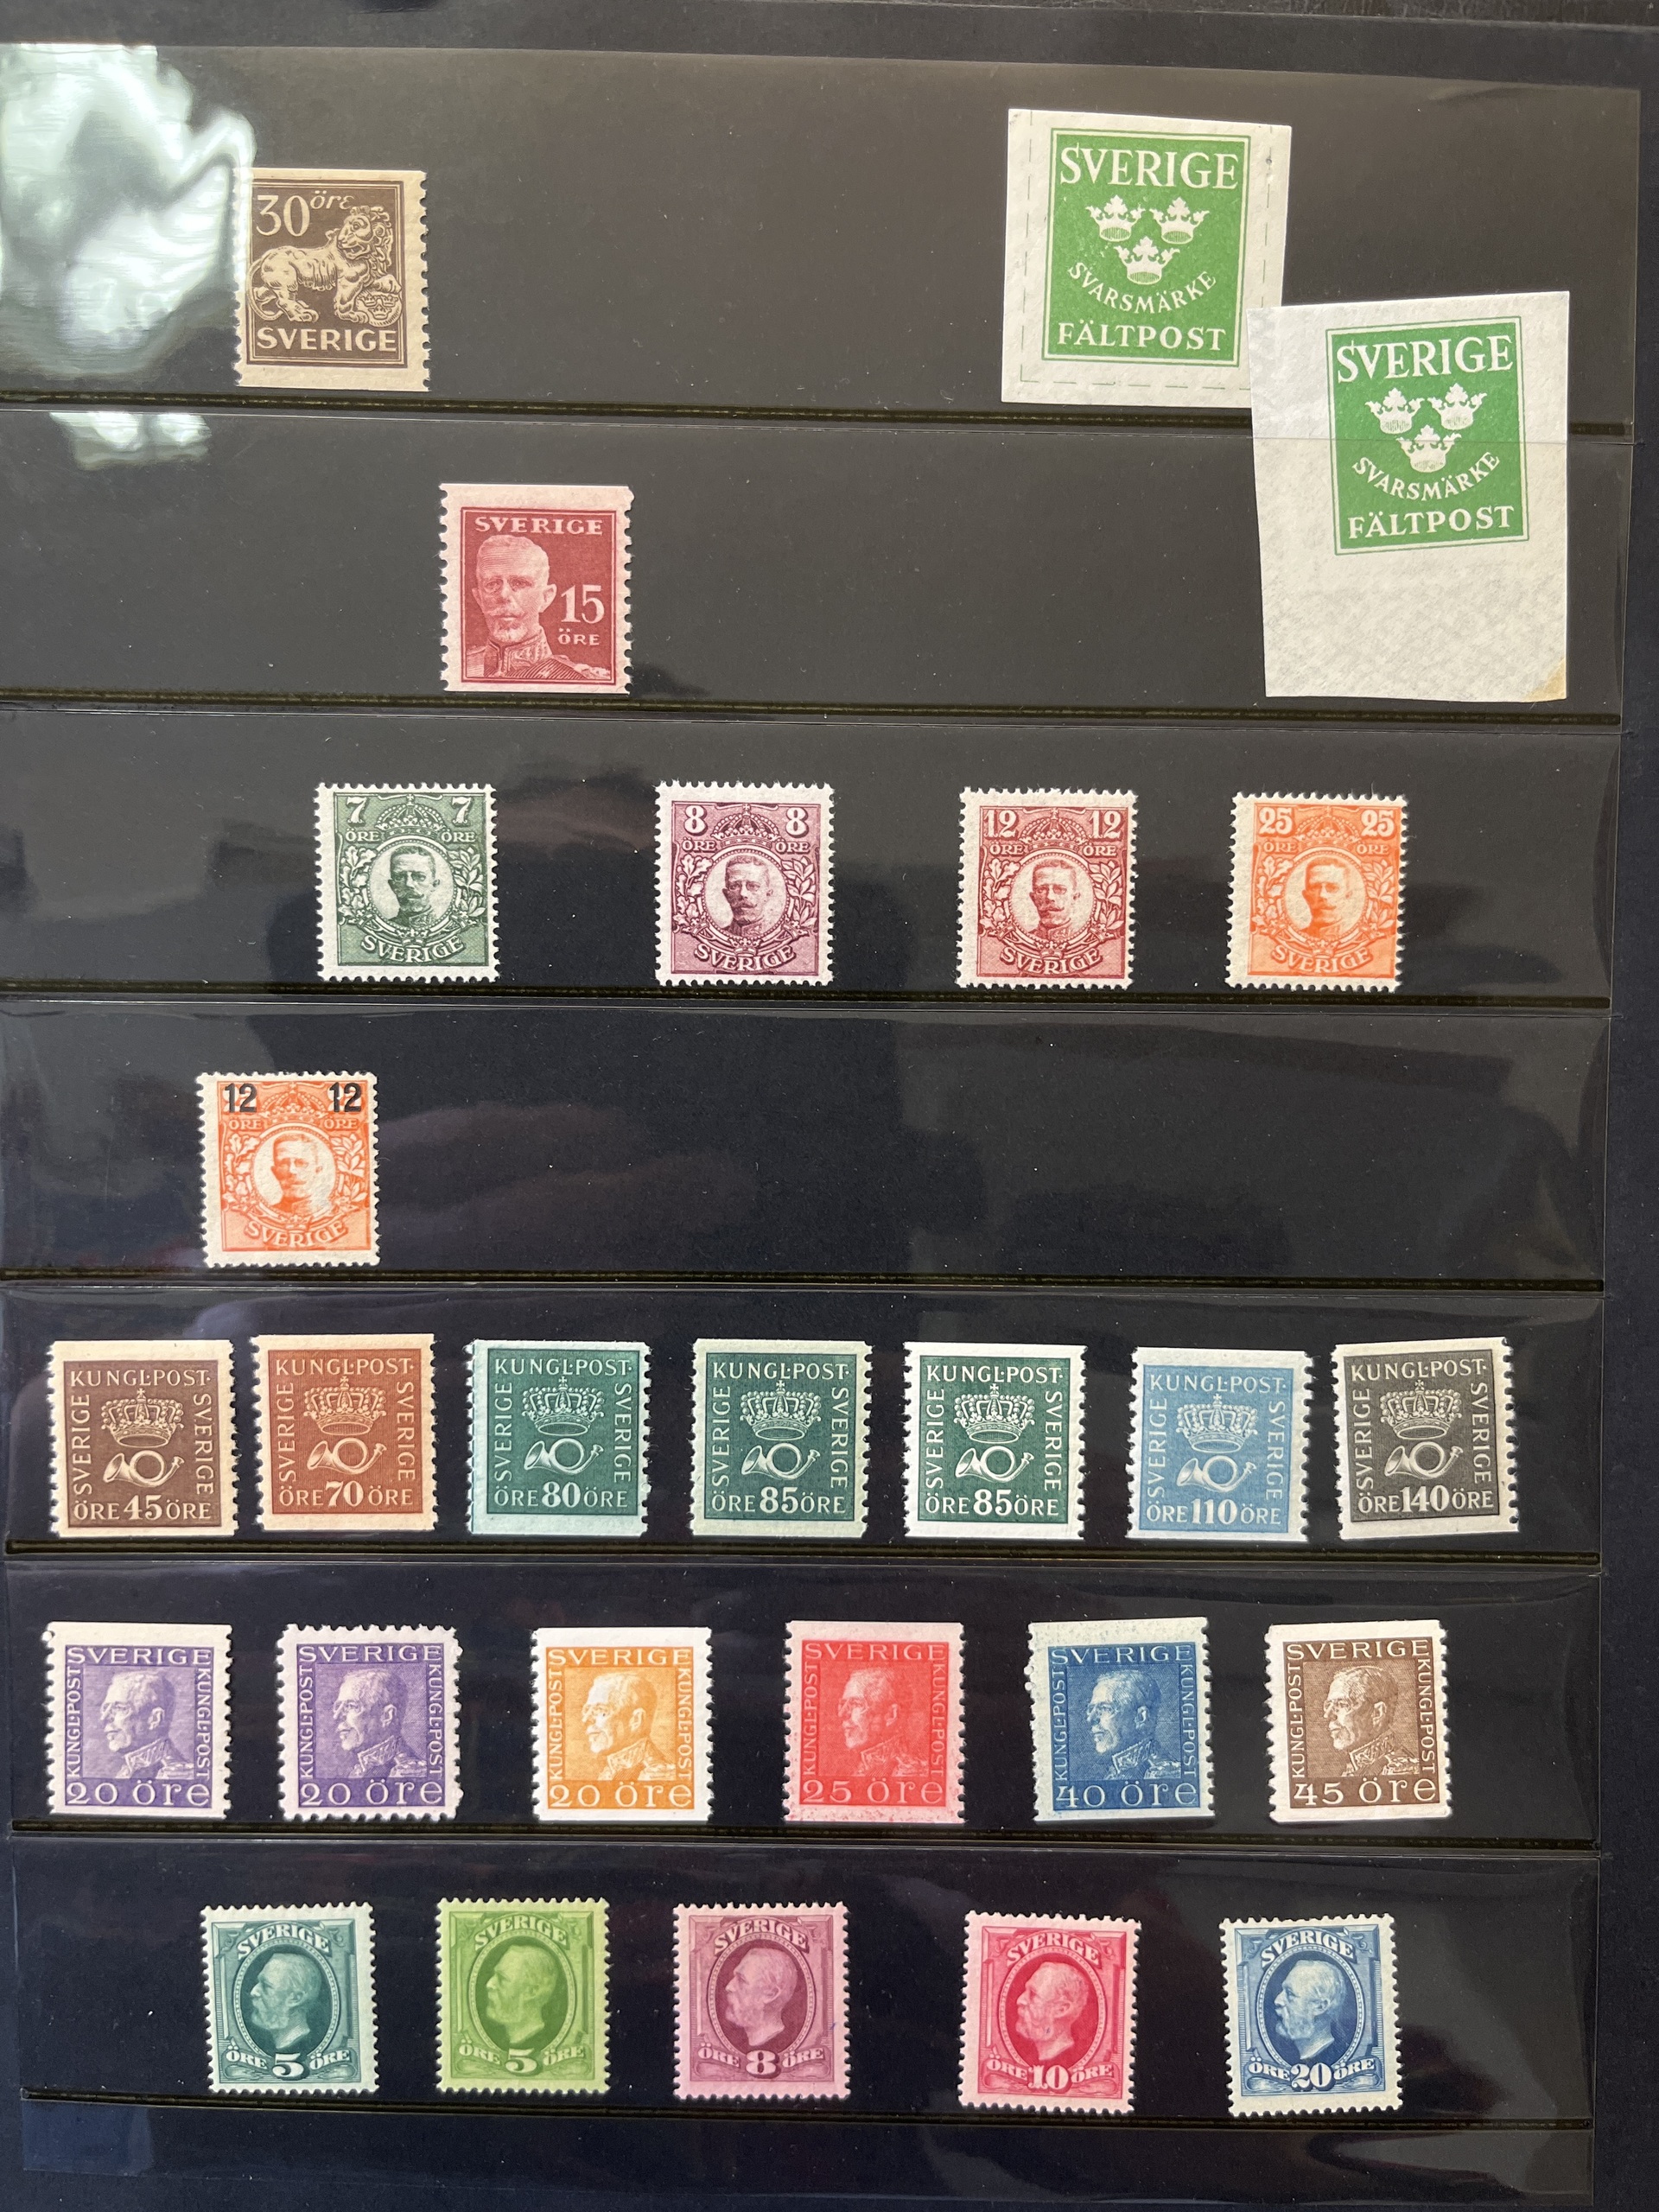 30 öre
SVERIGE
SVERIGE
SVARSMÄRKE
FÄLTPOST
SVERIGE
SVARSMÄRKE
FÄLTPOST
SVERIGE
15
ÖRE
7 7
ÖRE ÖRE
SVERIGE
8 8
ÖRE ÖRE
SVERIGE
12 12
ÖRE ÖRE
SVERIGE
25 25
ÖRE ÖRE
SVERIGE
12 12
ÖRE ÖRE
SVERIGE
KUNGL·POST·
SVERIGE
SVERIGE
ÖRE 45 ÖRE
KUNGL·POST·
SVERIGE
SVERIGE
ÖRE 70 ÖRE
KUNGL·POST·
SVERIGE
SVERIGE
ÖRE 80 ÖRE
KUNGL·POST·
SVERIGE
SVERIGE
ÖRE 85 ÖRE
KUNGL·POST·
SVERIGE
SVERIGE
ÖRE 85 ÖRE
KUNGL·POST·
SVERIGE
SVERIGE
ÖRE 110 ÖRE
KUNGL·POST·
SVERIGE
SVERIGE
ÖRE 140 ÖRE
SVERIGE
KUNGL·POST
KUNGL·POST
20 öre
SVERIGE
KUNGL·POST
KUNGL·POST
20 öre
SVERIGE
KUNGL·POST
KUNGL·POST
20 öre
SVERIGE
KUNGL·POST
KUNGL·POST
25 öre
SVERIGE
KUNGL·POST
KUNGL·POST
40 öre
SVERIGE
KUNGL·POST
KUNGL·POST
45 öre
SVERIGE
ÖRE 5 ÖRE
SVERIGE
ÖRE 5 ÖRE
SVERIGE
ÖRE 8 ÖRE
SVERIGE
ÖRE 10 ÖRE
SVERIGE
ÖRE 20 ÖRE